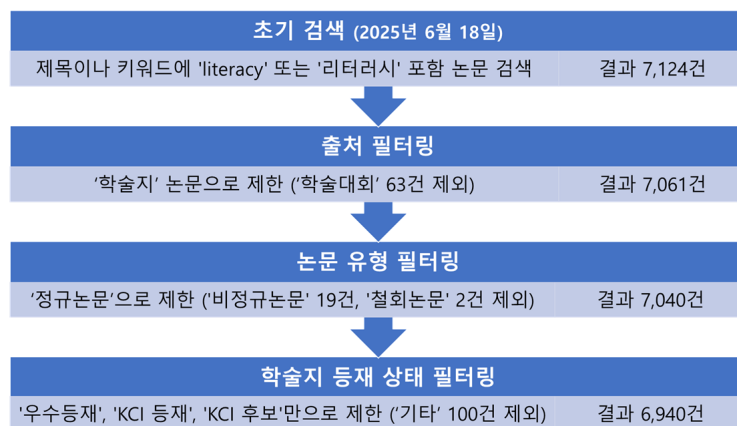 초기 검색 (2025년 6월 18일)
제목이나 키워드에 'literacy' 또는 '리터러시' 포함 논문 검색 결과 7,124건
출처 필터링
‘학술지’ 논문으로 제한 (‘학술대회’ 63건 제외) 결과 7,061건
논문 유형 필터링
‘정규논문’으로 제한 ('비정규논문' 19건, '철회논문' 2건 제외) 결과 7,040건
학술지 등재 상태 필터링
'우수등재', 'KCI 등재', 'KCI 후보'만으로 제한 (‘기타’ 100건 제외) 결과 6,940건